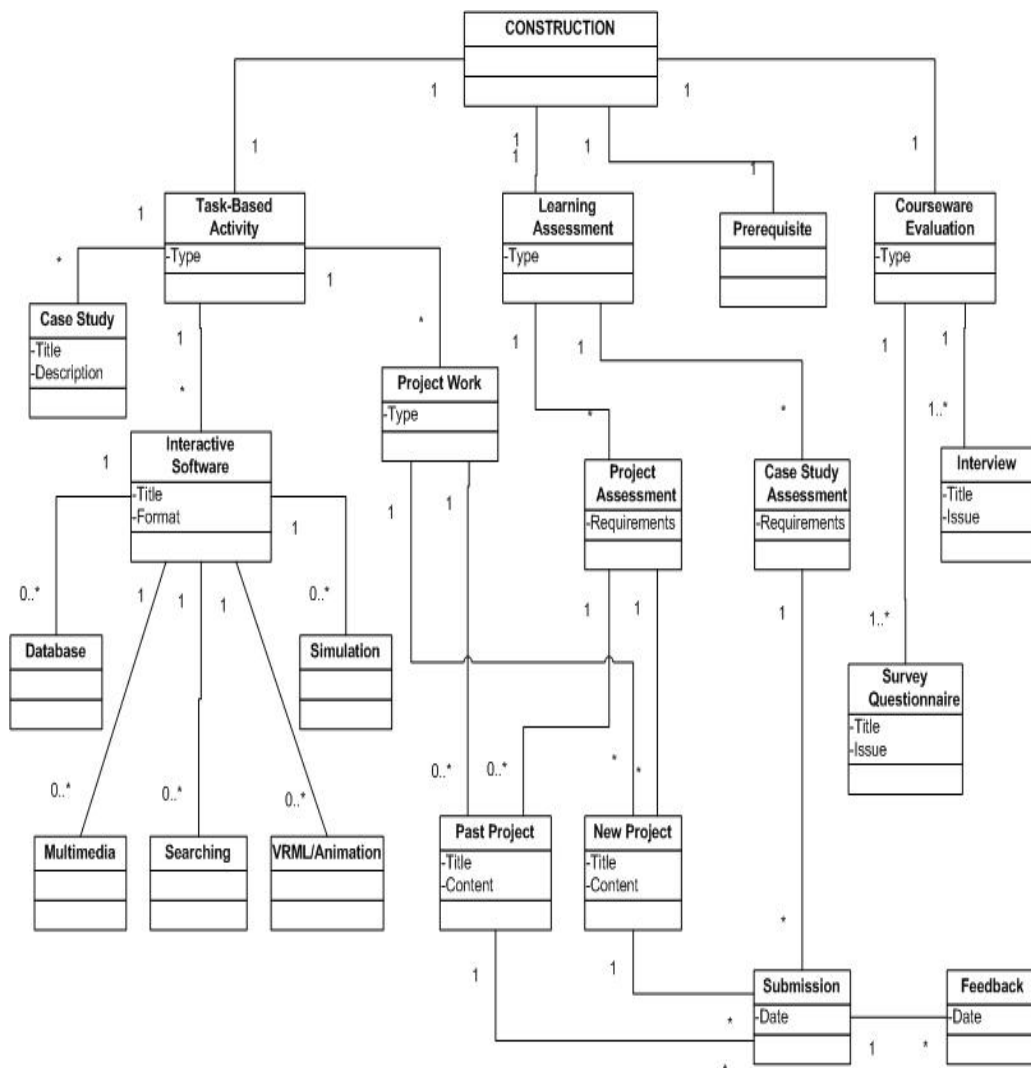 CONSTRUCTION
1
1
1
1
1
1
1
1
1
Task-Based
Activity
-Type
Learning
Assessment
-Type
Prerequisite
Courseware
Evaluation
-Type
1
*
1
*
1
*
1
*
1
*
1
1..*
1
1..*
Case Study
-Title
-Description
Project Work
-Type
Interactive
Software
-Title
-Format
Project
Assessment
-Requirements
Case Study
Assessment
-Requirements
Interview
-Title
-Issue
1
0..*
1
0..*
1
0..*
1
0..*
1
0..*
1
1
1
1
1
Database
Simulation
Survey
Questionnaire
-Title
-Issue
0..*
0..*
*
*
Multimedia
Searching
VRML/Animation
Past Project
-Title
-Content
New Project
-Title
-Content
1
*
1
*
*
Submission
-Date
1
*
Feedback
-Date